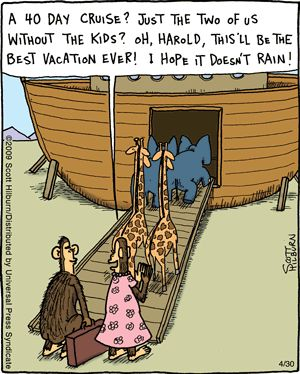 A 40 DAY CRUISE? JUST THE TWO OF US
WITHOUT THE KIDS? OH, HAROLD, THIS'LL BE THE
BEST VACATION EVER! I HOPE IT DOESN'T RAIN!
©2009 Scott Hilburn/Distributed by Universal Press Syndicate
SCOTT
HILBURN
4/30